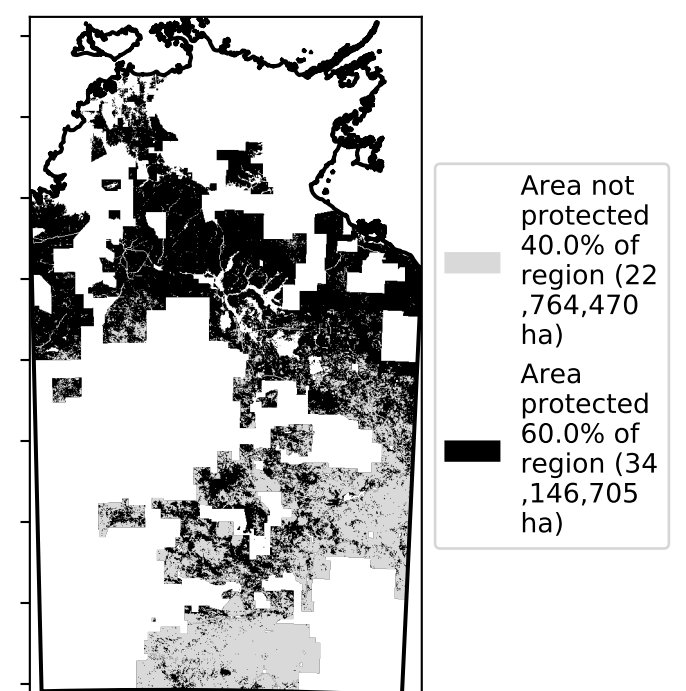 Area not
protected
40.0% of
region (22
,764,470
ha)
Area
protected
60.0% of
region (34
,146,705
ha)